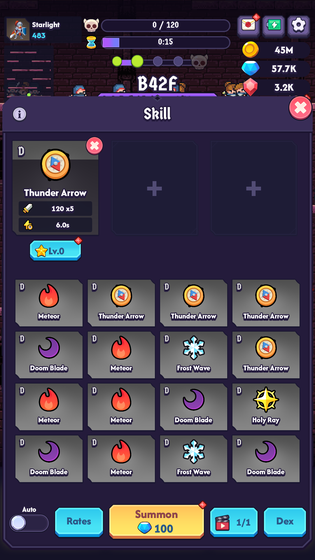 Starlight
483
0 / 120
0:15
45M
57.7K
3.2K
B42F
Skill
D
Thunder Arrow
120 x5
6.0s
Lv.0
D D D D
Meteor Thunder Arrow Thunder Arrow Thunder Arrow
D D D D
Doom Blade Meteor Frost Wave Thunder Arrow
D D D D
Meteor Meteor Doom Blade Holy Ray
D D D D
Doom Blade Meteor Frost Wave Doom Blade
Auto
Rates
Summon
100
1/1
Dex